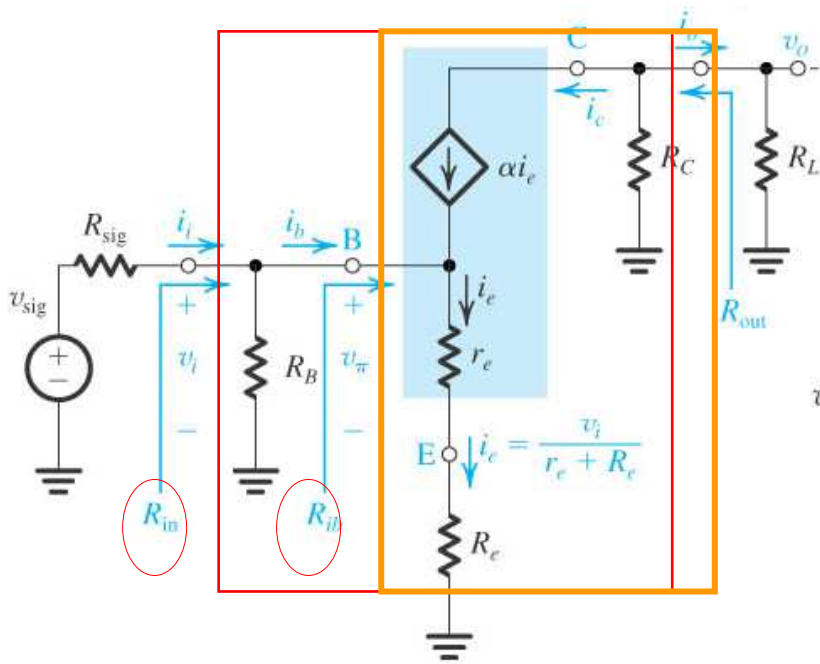 C
i_o
v_o
i_c
R_C
R_L
αi_e
R_sig
i_i
i_b
B
v_sig
+
−
+
v_i
−
R_B
+
v_π
−
i_e
r_e
R_out
E
i_e = v_i / (r_e + R_e)
R_in
R_ib
R_e